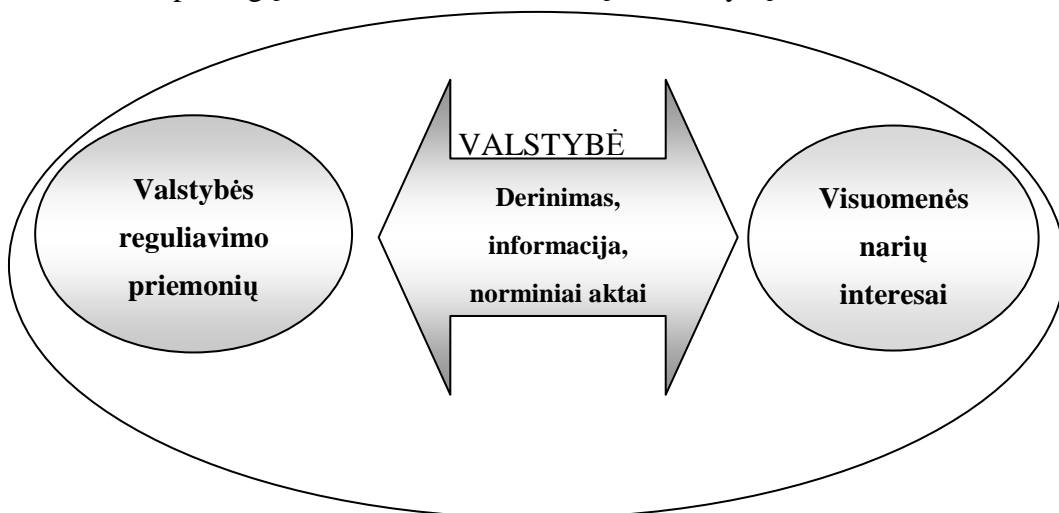 VALSTYBĖ
Valstybės
reguliavimo
priemonių
Derinimas,
informacija,
norminiai aktai
Visuomenės
narių
interesai